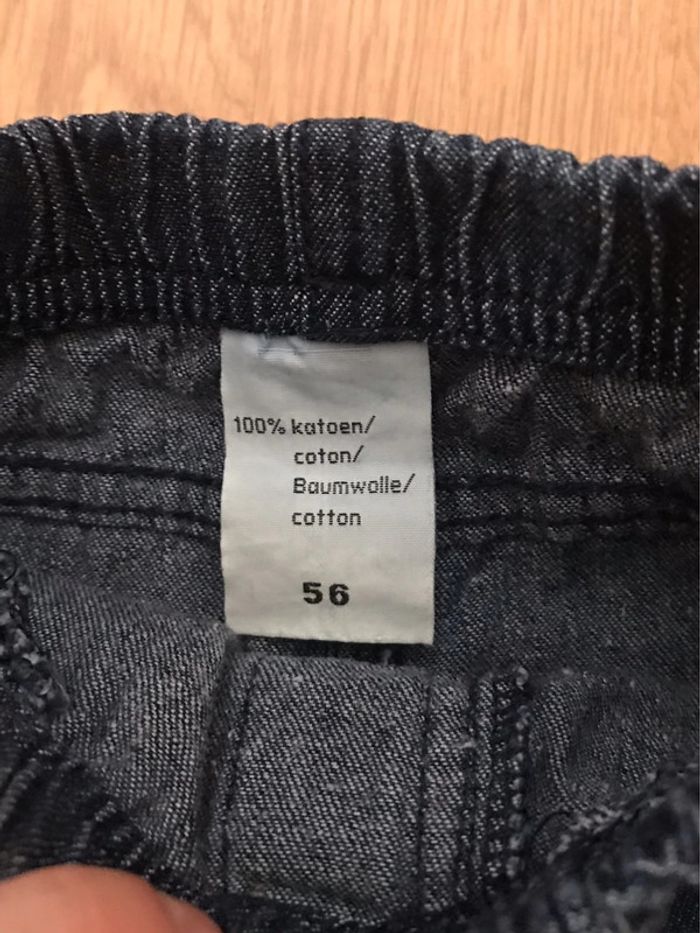 100% katoen/
coton/
Baumwolle/
cotton
56